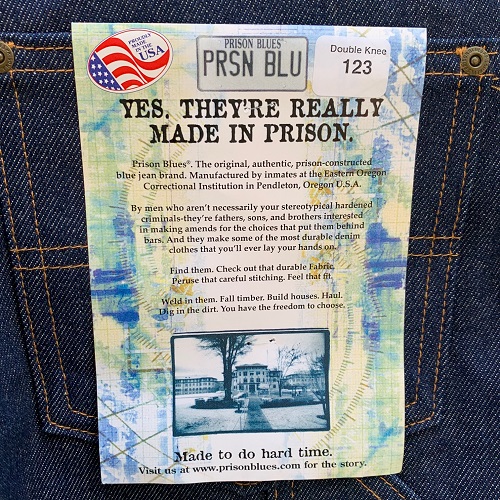 PROUDLY
MADE
IN THE
USA
PRISON BLUES®
PRSN BLU
Double Knee
123
YES. THEY'RE REALLY
MADE IN PRISON.
Prison Blues®. The original, authentic, prison-constructed
blue jean brand. Manufactured by inmates at the Eastern Oregon
Correctional Institution in Pendleton, Oregon U.S.A.
By men who aren't necessarily your stereotypical hardened
criminals-they're fathers, sons, and brothers interested
in making amends for the choices that put them behind
bars. And they make some of the most durable denim
clothes that you'll ever lay your hands on.
Find them. Check out that durable Fabric.
Peruse that careful stitching. Feel that fit.
Weld in them. Fall timber. Build houses. Haul.
Dig in the dirt. You have the freedom to choose.
Made to do hard time.
Visit us at www.prisonblues.com for the story.